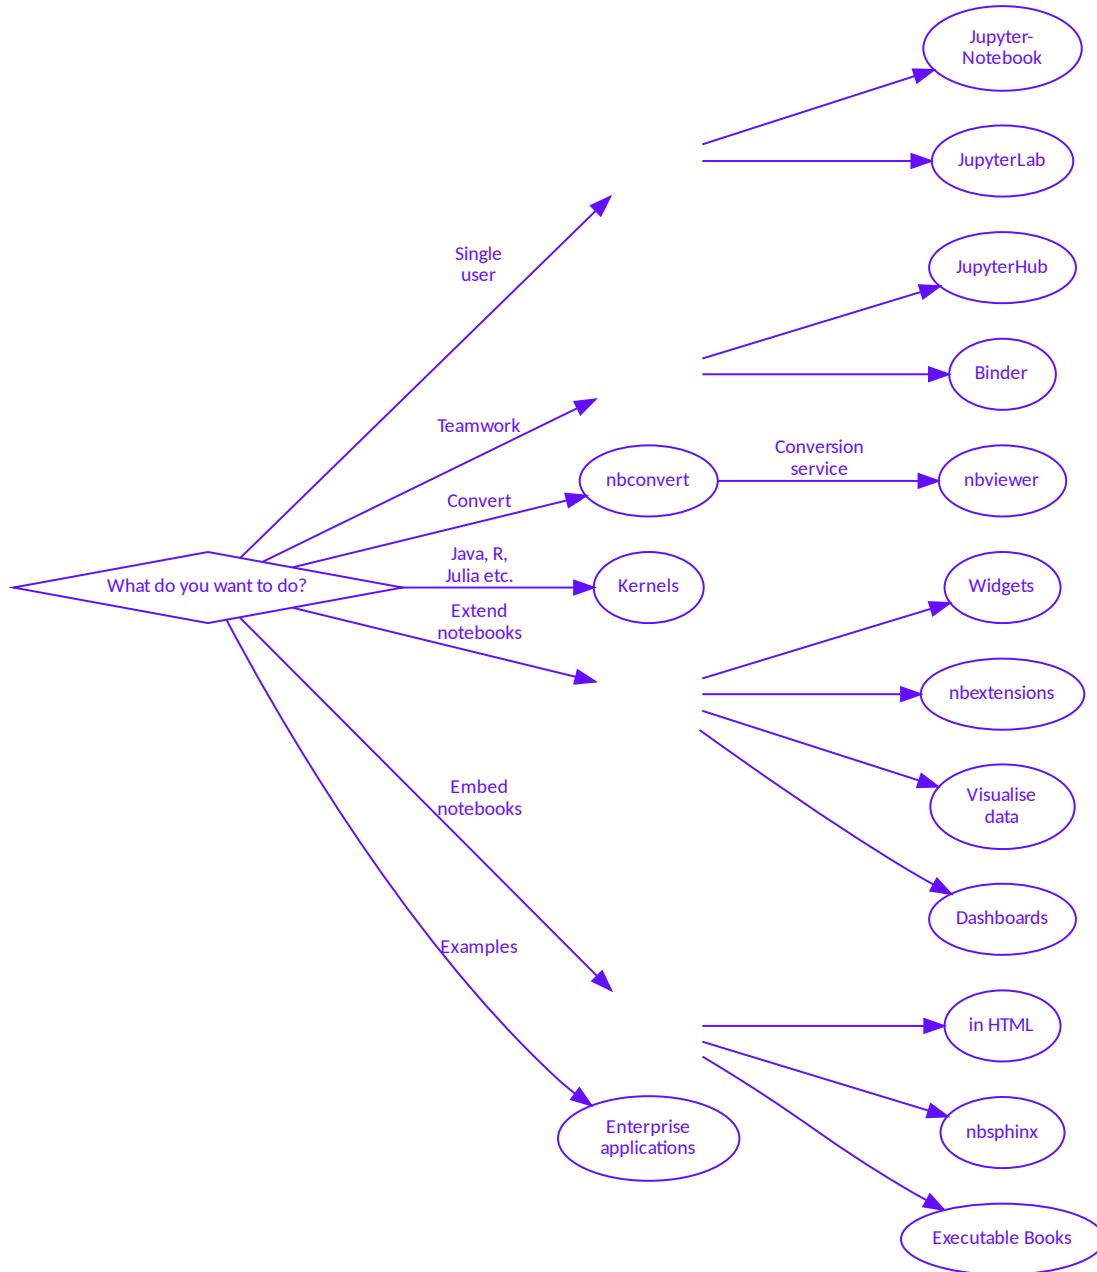 Jupyter-
Notebook
JupyterLab
Single
user
JupyterHub
Binder
Teamwork
Conversion
service
nbconvert
nbviewer
Convert
Java, R,
Julia etc.
What do you want to do?
Kernels
Widgets
Extend
notebooks
nbextensions
Embed
notebooks
Visualise
data
Dashboards
Examples
in HTML
Enterprise
applications
nbsphinx
Executable Books